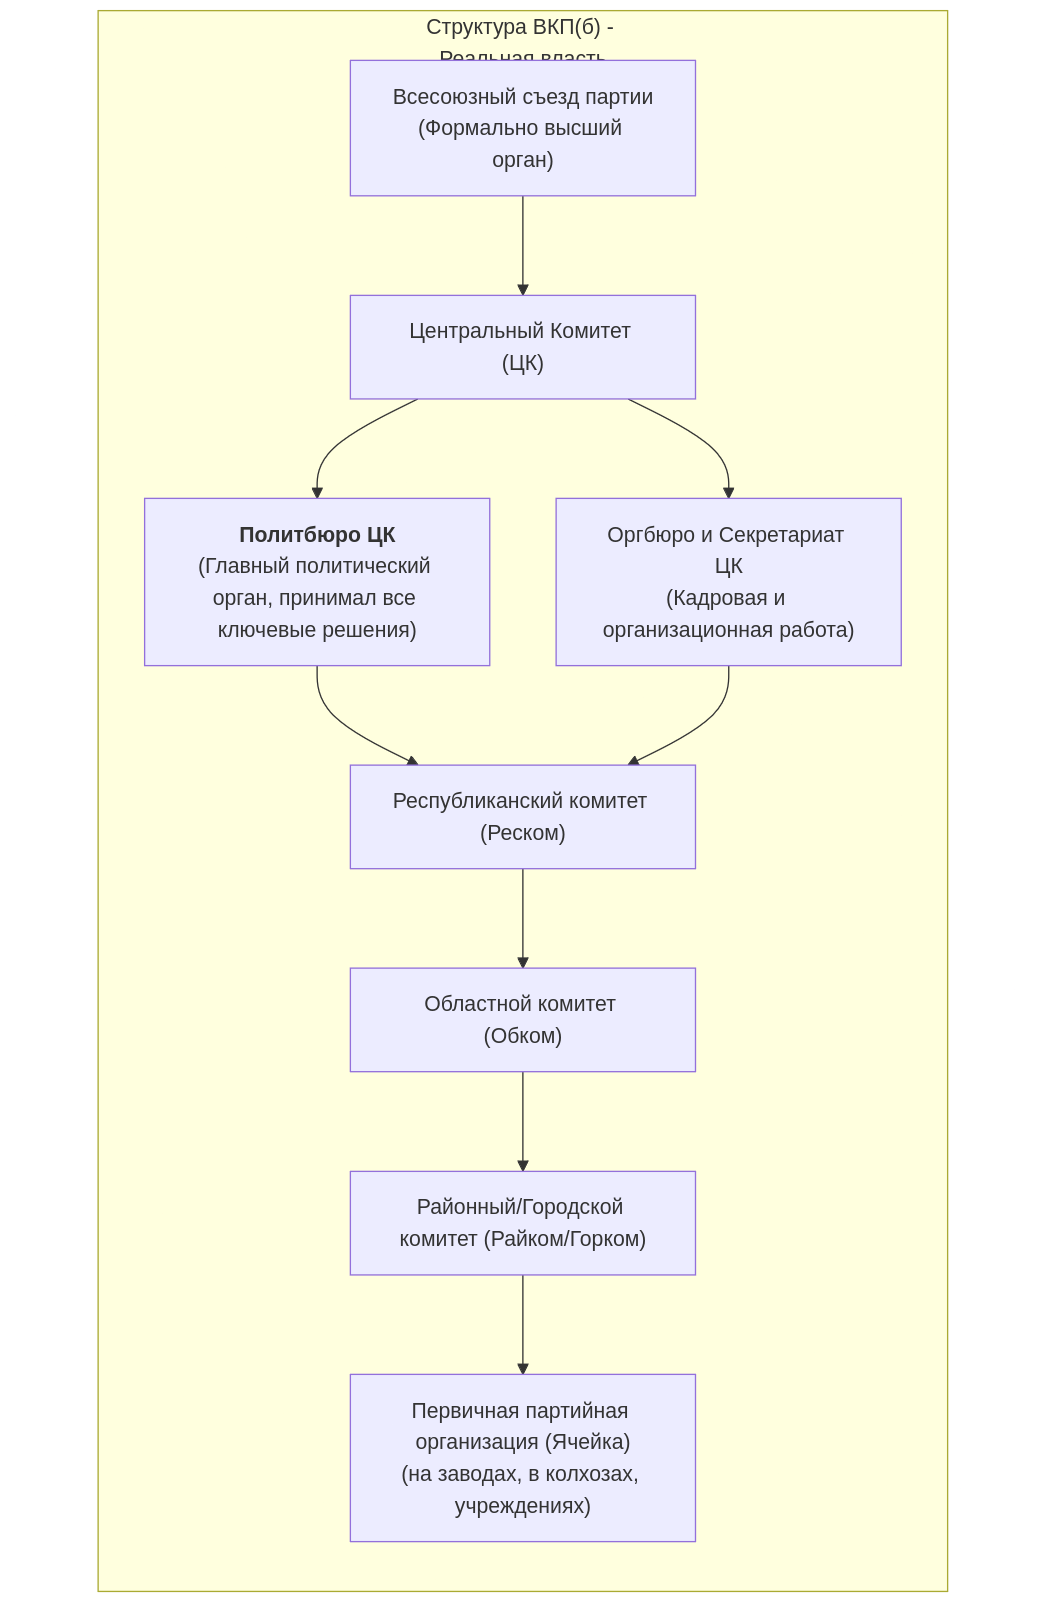 Структура ВКП(б) -
Реальная власть
Всесоюзный съезд партии
(Формально высший
орган)
Центральный Комитет
(ЦК)
Политбюро ЦК
(Главный политический
орган, принимал все
ключевые решения)
Оргбюро и Секретариат
ЦК
(Кадровая и
организационная работа)
Республиканский комитет
(Реском)
Областной комитет
(Обком)
Районный/Городской
комитет (Райком/Горком)
Первичная партийная
организация (Ячейка)
(на заводах, в колхозах,
учреждениях)